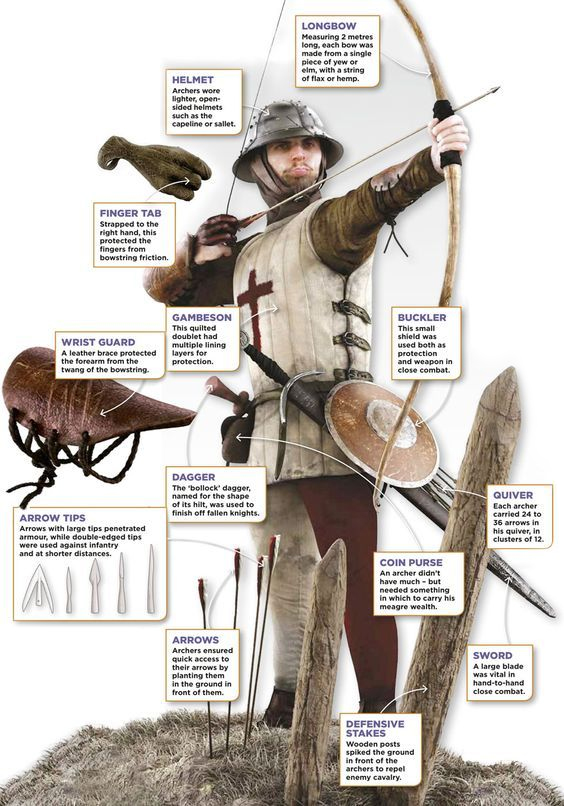 LONGBOW
Measuring 2 metres
long, each bow was
made from a single
piece of yew or
elm, with a string
of flax or hemp.
HELMET
Archers wore
lighter, open-
sided helmets
such as the
capeline or sallet.
FINGER TAB
Strapped to the
right hand, this
protected the
fingers from
bowstring friction.
GAMBESON
This quilted
doublet had
multiple lining
layers for
protection.
BUCKLER
This small
shield was
used both as
protection
and weapon in
close combat.
WRIST GUARD
A leather brace protected
the forearm from the
twang of the bowstring.
DAGGER
The ‘bollock’ dagger,
named for the shape
of its hilt, was used to
finish off fallen knights.
QUIVER
Each archer
carried 24 to
36 arrows in
his quiver, in
clusters of 12.
ARROW TIPS
Arrows with large tips penetrated
armour, while double-edged tips
were used against infantry
and at shorter distances.
COIN PURSE
An archer didn’t
have much – but
needed something
in which to carry his
meagre wealth.
ARROWS
Archers ensured
quick access to
their arrows by
planting them
in the ground in
front of them.
SWORD
A large blade
was vital in
hand-to-hand
close combat.
DEFENSIVE
STAKES
Wooden posts
spiked the ground
in front of the
archers to repel
enemy cavalry.